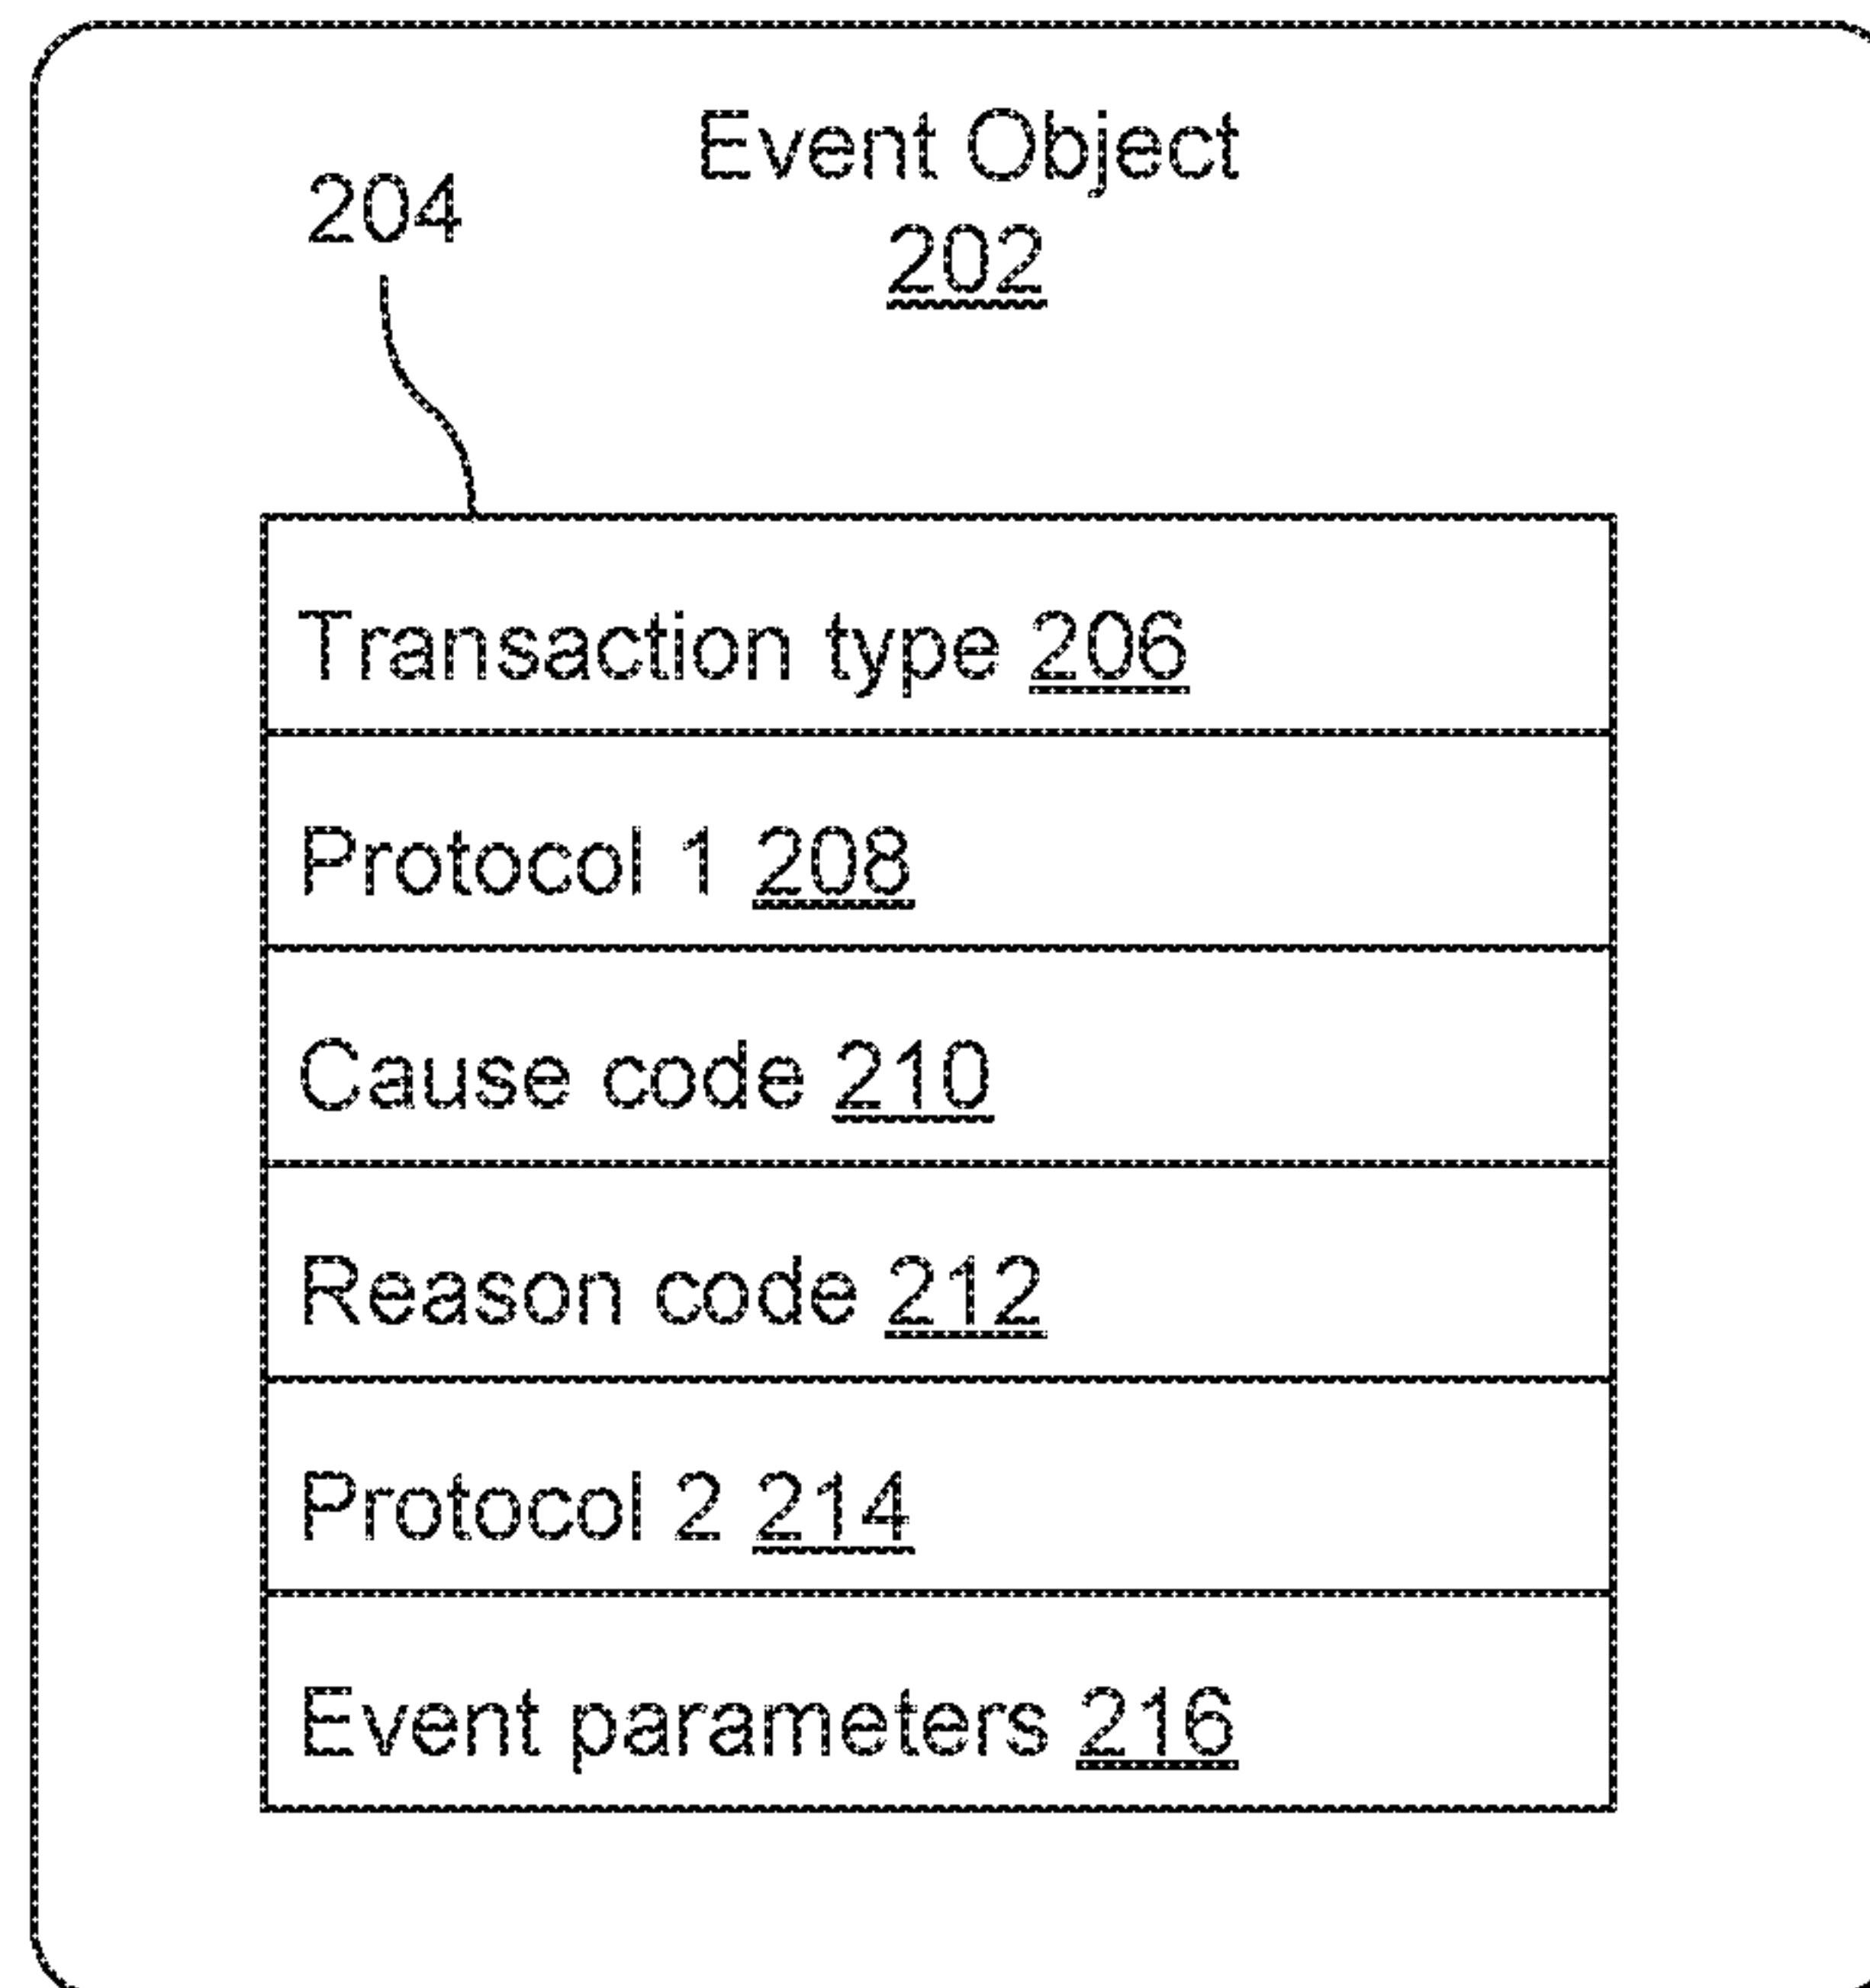 Event Object
202
204
Transaction type 206
Protocol 1 208
Cause code 210
Reason code 212
Protocol 2 214
Event parameters 216